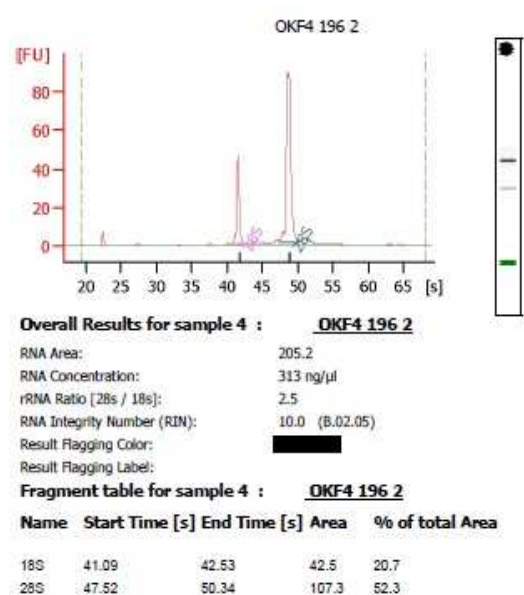 OKF4 196 2
[FU]
80
60
40
20
0
20 25 30 35 40 45 50 55 60 65 [s]
Overall Results for sample 4 : OKF4 196 2
RNA Area: 205.2
RNA Concentration: 313 ng/µl
rRNA Ratio [28s / 18s]: 2.5
RNA Integrity Number (RIN): 10.0 (B.02.05)
Result Flagging Color:
Result Flagging Label:
Fragment table for sample 4 : OKF4 196 2
Name Start Time [s] End Time [s] Area % of total Area
18S 41.09 42.53 42.5 20.7
28S 47.52 50.34 107.3 52.3